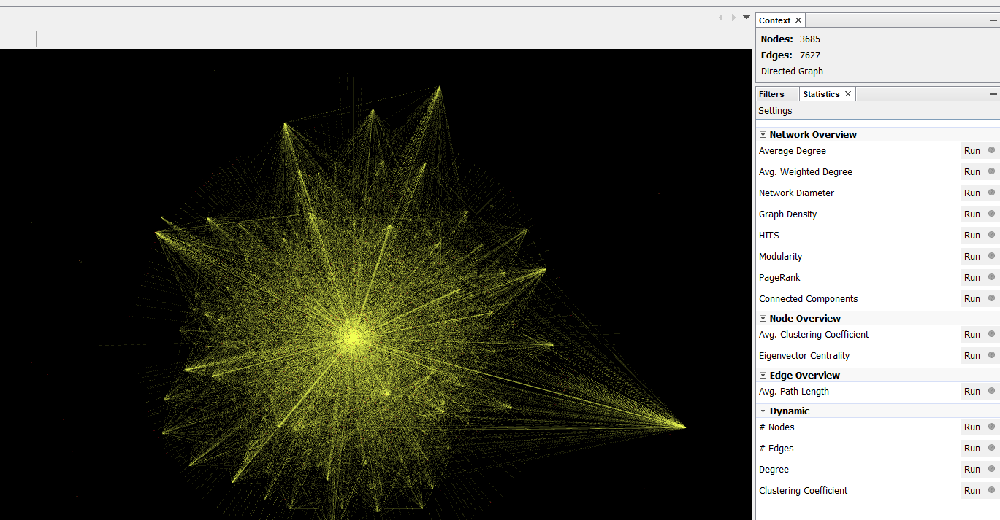 Context
Nodes: 3685
Edges: 7627
Directed Graph
Filters Statistics
Settings
Network Overview
Average Degree Run
Avg. Weighted Degree Run
Network Diameter Run
Graph Density Run
HITS Run
Modularity Run
PageRank Run
Connected Components Run
Node Overview
Avg. Clustering Coefficient Run
Eigenvector Centrality Run
Edge Overview
Avg. Path Length Run
Dynamic
# Nodes Run
# Edges Run
Degree Run
Clustering Coefficient Run